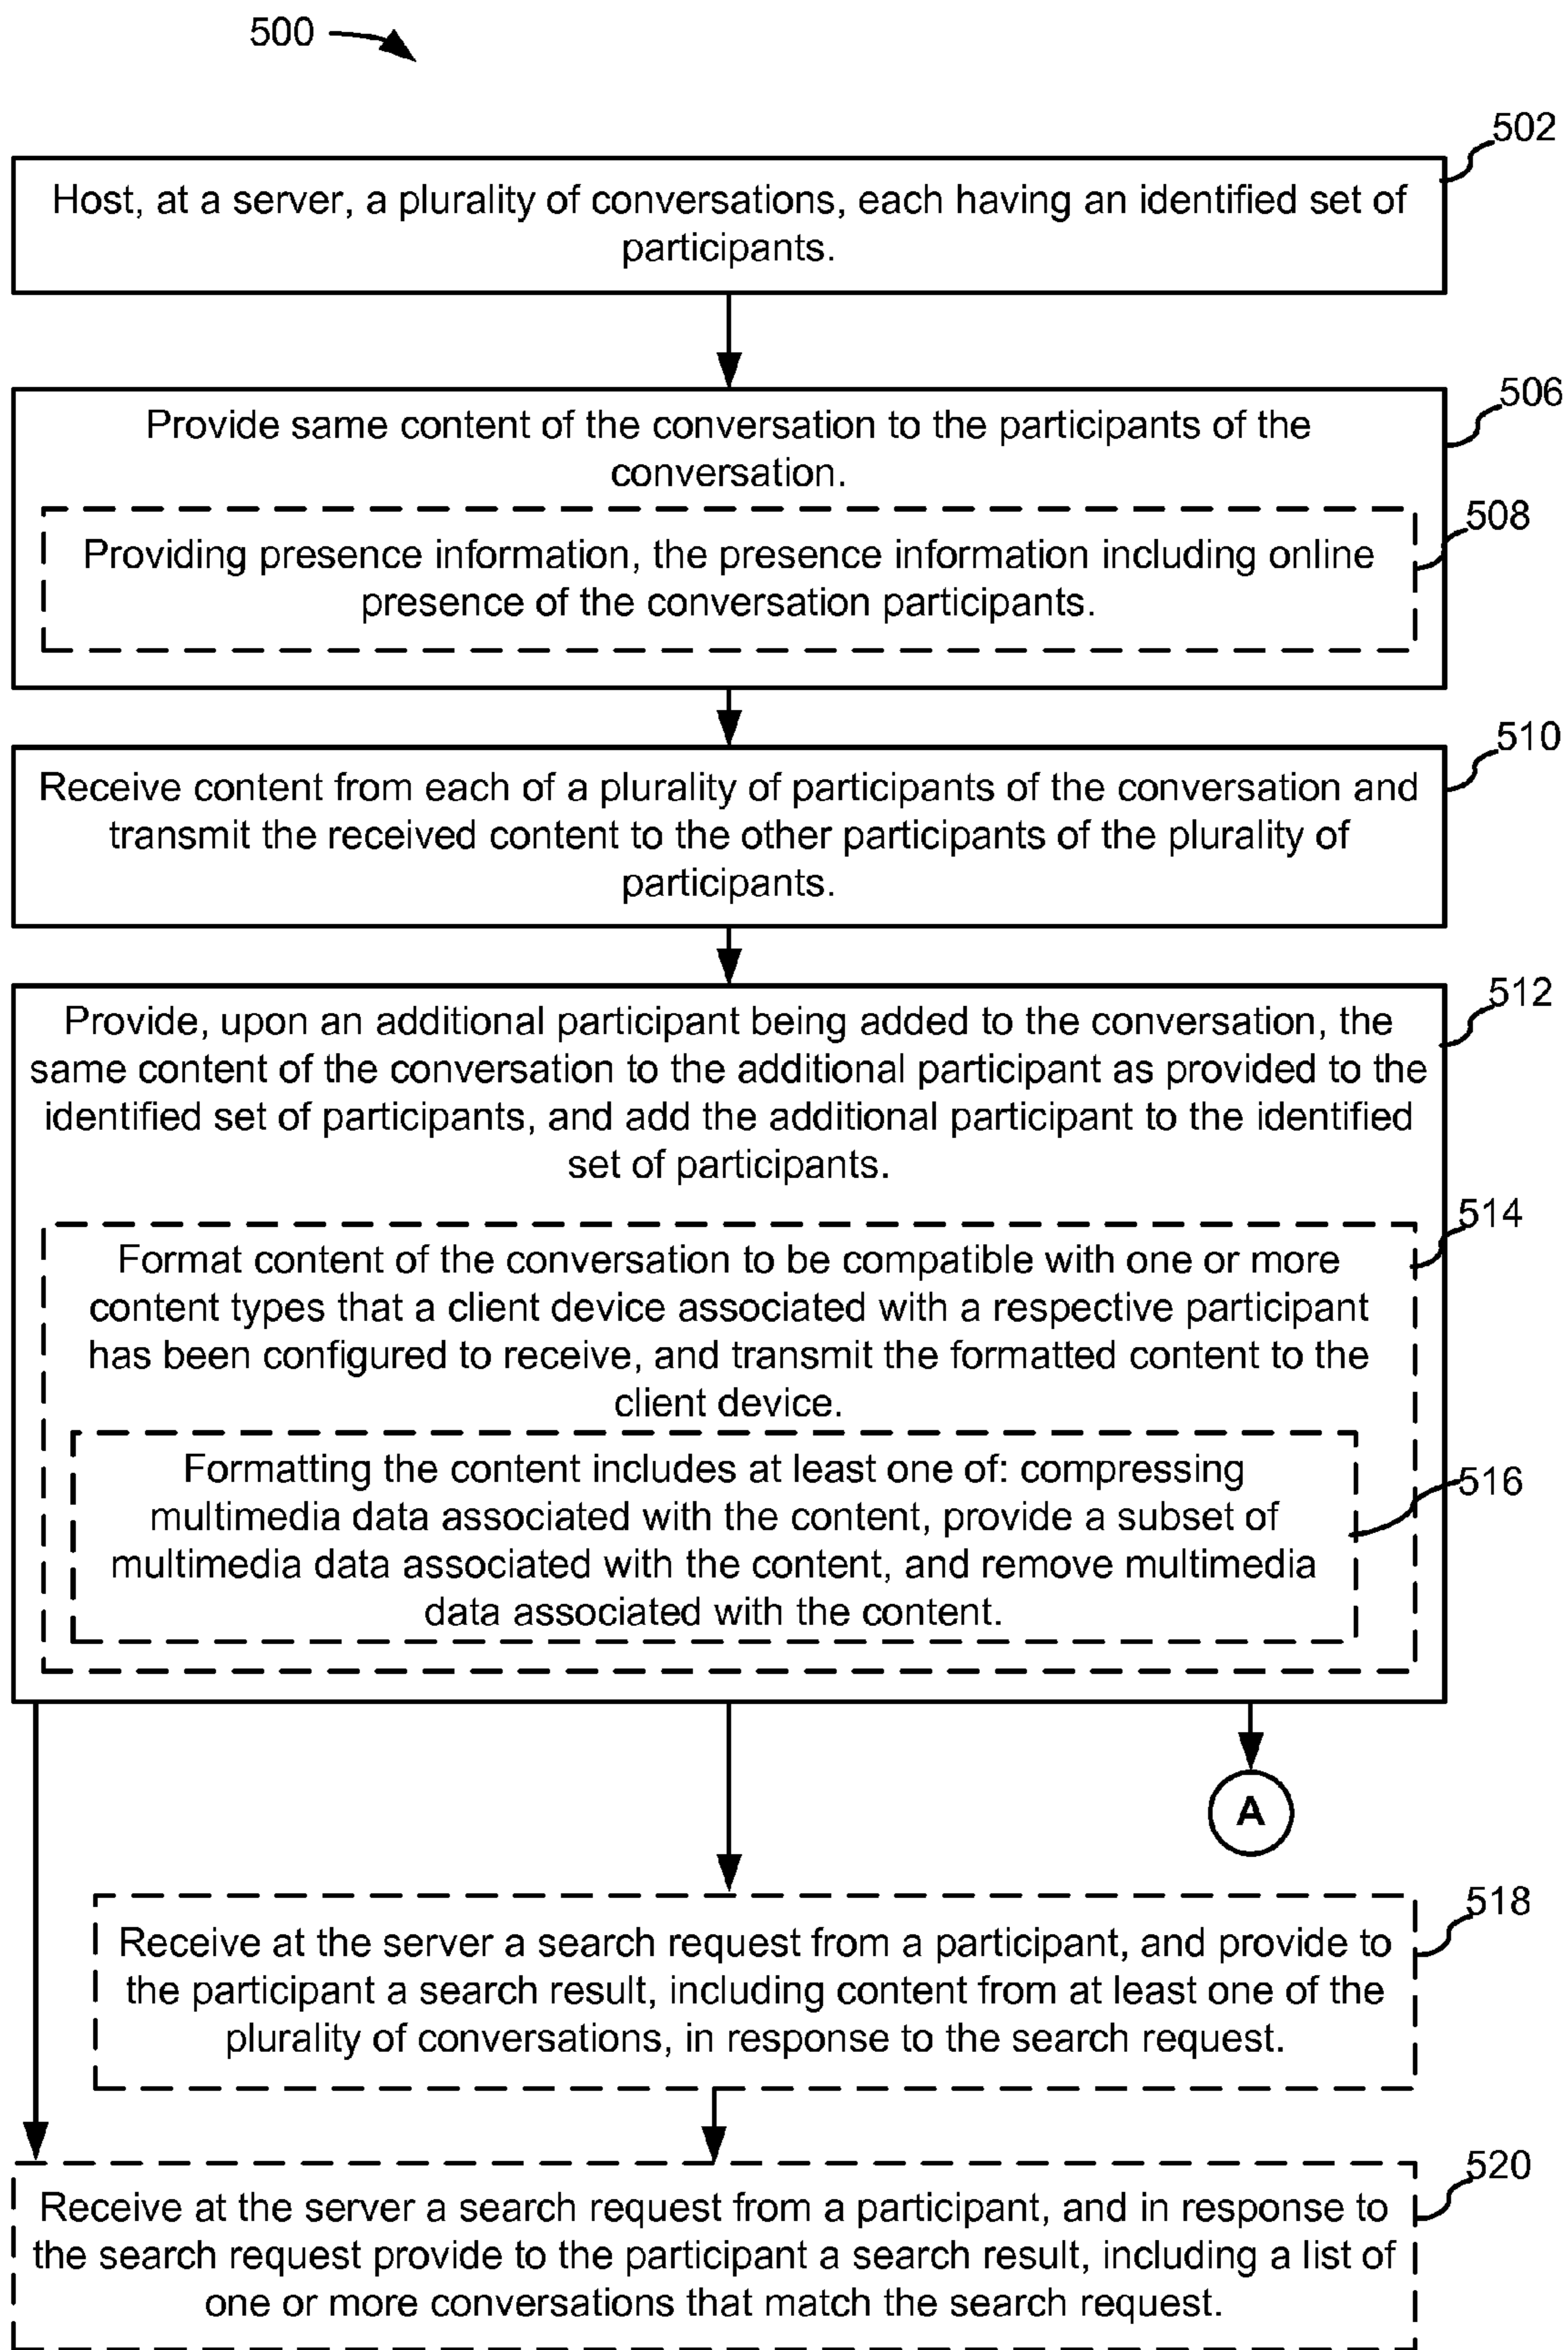 500
502
Host, at a server, a plurality of conversations, each having an identified set of
participants.
506
Provide same content of the conversation to the participants of the
conversation.
508
Providing presence information, the presence information including online
presence of the conversation participants.
510
Receive content from each of a plurality of participants of the conversation and
transmit the received content to the other participants of the plurality of
participants.
512
Provide, upon an additional participant being added to the conversation, the
same content of the conversation to the additional participant as provided to the
identified set of participants, and add the additional participant to the identified
set of participants.
514
Format content of the conversation to be compatible with one or more
content types that a client device associated with a respective participant
has been configured to receive, and transmit the formatted content to the
client device.
516
Formatting the content includes at least one of: compressing
multimedia data associated with the content, provide a subset of
multimedia data associated with the content, and remove multimedia
data associated with the content.
A
518
Receive at the server a search request from a participant, and provide to
the participant a search result, including content from at least one of the
plurality of conversations, in response to the search request.
520
Receive at the server a search request from a participant, and in response to
the search request provide to the participant a search result, including a list of
one or more conversations that match the search request.